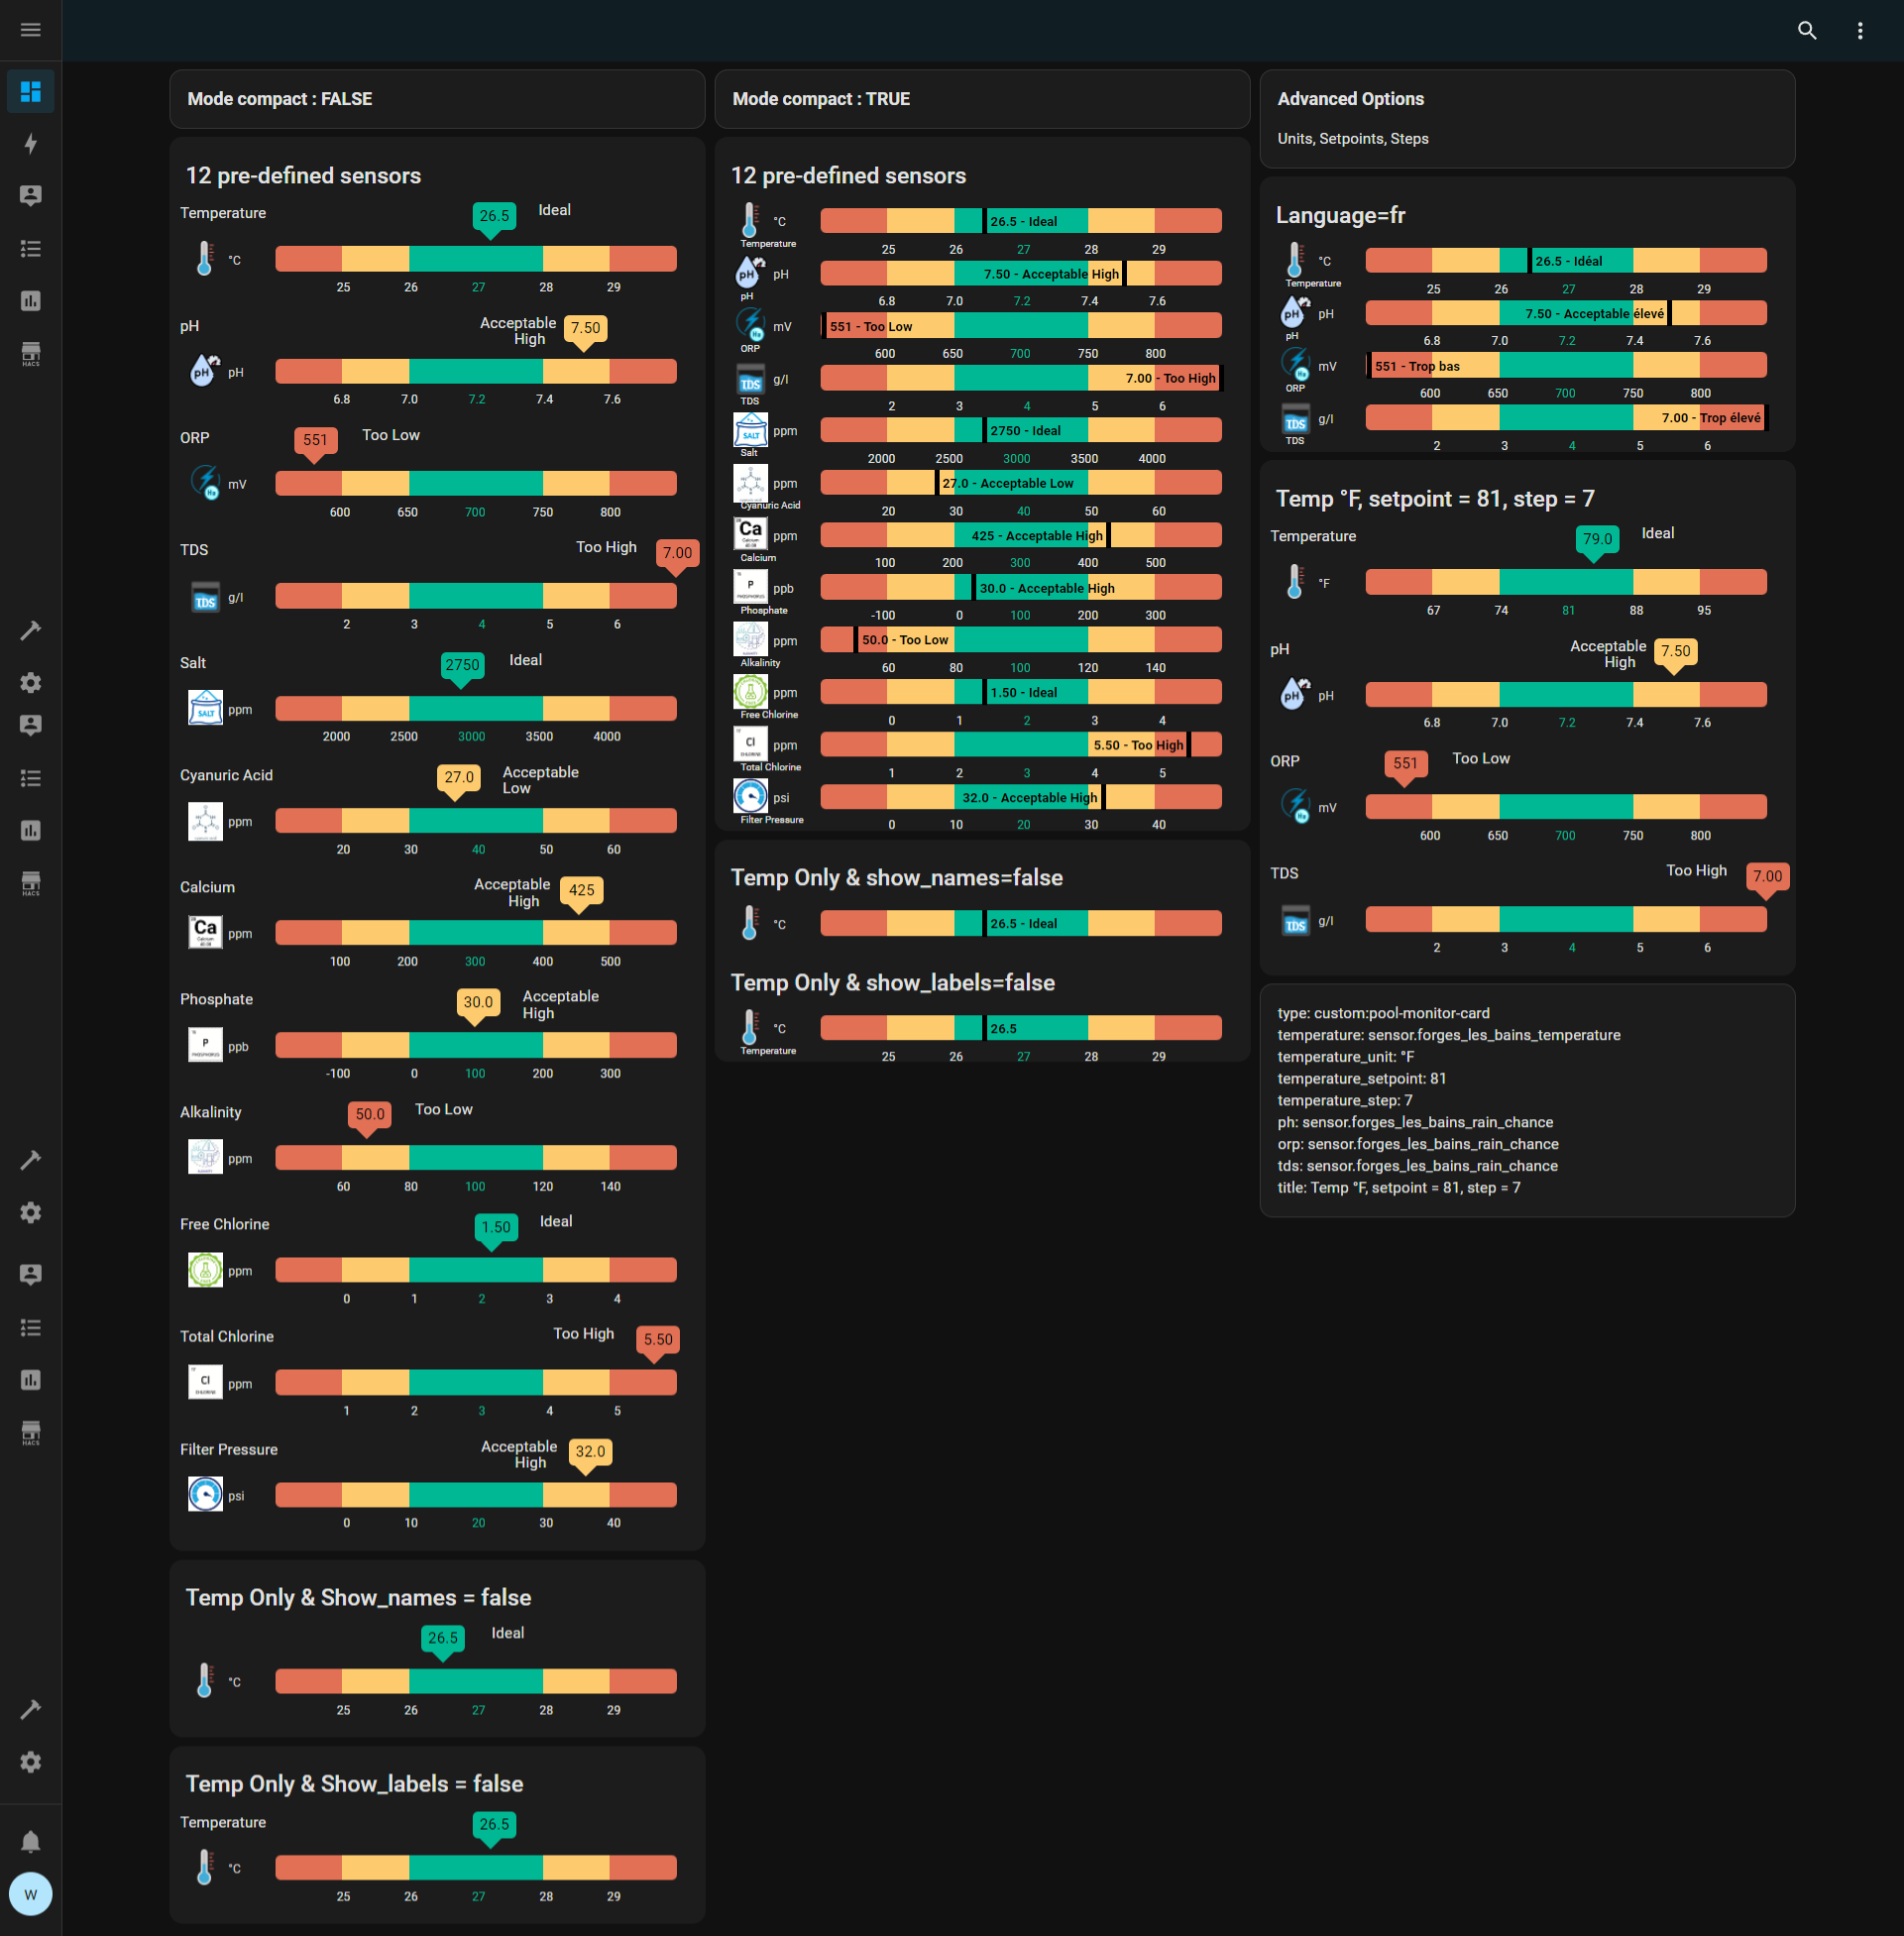 Mode compact : FALSE
12 pre-defined sensors
Temperature
26.5
Ideal
°C
25 26 27 28 29
pH
Acceptable
High
7.50
pH
pH
6.8 7.0 7.2 7.4 7.6
ORP
551
Too Low
mV
600 650 700 750 800
TDS
Too High
7.00
TDS
g/l
2 3 4 5 6
Salt
2750
Ideal
SALT
ppm
2000 2500 3000 3500 4000
Cyanuric Acid
27.0
Acceptable
Low
ppm
20 30 40 50 60
Calcium
Acceptable
High
425
Ca
Calcium
ppm
100 200 300 400 500
Phosphate
30.0
Acceptable
High
P
PHOSPHORUS
ppb
-100 0 100 200 300
Alkalinity
50.0
Too Low
ppm
60 80 100 120 140
Free Chlorine
1.50
Ideal
ppm
0 1 2 3 4
Total Chlorine
Too High
5.50
Cl
CHLORINE
ppm
1 2 3 4 5
Filter Pressure
Acceptable
High
32.0
psi
0 10 20 30 40
Temp Only & Show_names = false
26.5
Ideal
°C
25 26 27 28 29
Temp Only & Show_labels = false
Temperature
26.5
°C
25 26 27 28 29
Mode compact : TRUE
12 pre-defined sensors
°C
26.5 - Ideal
Temperature
25 26 27 28 29
pH
pH
7.50 - Acceptable High
pH
6.8 7.0 7.2 7.4 7.6
mV
551 - Too Low
ORP
600 650 700 750 800
TDS
g/l
7.00 - Too High
TDS
2 3 4 5 6
SALT
ppm
2750 - Ideal
Salt
2000 2500 3000 3500 4000
ppm
27.0 - Acceptable Low
Cyanuric Acid
20 30 40 50 60
Ca
Calcium
ppm
425 - Acceptable High
Calcium
100 200 300 400 500
P
PHOSPHORUS
ppb
30.0 - Acceptable High
Phosphate
-100 0 100 200 300
ppm
50.0 - Too Low
Alkalinity
60 80 100 120 140
ppm
1.50 - Ideal
Free Chlorine
0 1 2 3 4
Cl
CHLORINE
ppm
5.50 - Too High
Total Chlorine
1 2 3 4 5
psi
32.0 - Acceptable High
Filter Pressure
0 10 20 30 40
Temp Only & show_names=false
°C
26.5 - Ideal
Temp Only & show_labels=false
°C
26.5
Temperature
25 26 27 28 29
Advanced Options
Units, Setpoints, Steps
Language=fr
°C
26.5 - Idéal
Temperature
25 26 27 28 29
pH
pH
7.50 - Acceptable élevé
pH
6.8 7.0 7.2 7.4 7.6
mV
551 - Trop bas
ORP
600 650 700 750 800
TDS
g/l
7.00 - Trop élevé
TDS
2 3 4 5 6
Temp °F, setpoint = 81, step = 7
Temperature
79.0
Ideal
°F
67 74 81 88 95
pH
Acceptable
High
7.50
pH
pH
6.8 7.0 7.2 7.4 7.6
ORP
551
Too Low
mV
600 650 700 750 800
TDS
Too High
7.00
TDS
g/l
2 3 4 5 6
type: custom:pool-monitor-card
temperature: sensor.forges_les_bains_temperature
temperature_unit: °F
temperature_setpoint: 81
temperature_step: 7
ph: sensor.forges_les_bains_rain_chance
orp: sensor.forges_les_bains_rain_chance
tds: sensor.forges_les_bains_rain_chance
title: Temp °F, setpoint = 81, step = 7
HACS
HACS
HACS
W